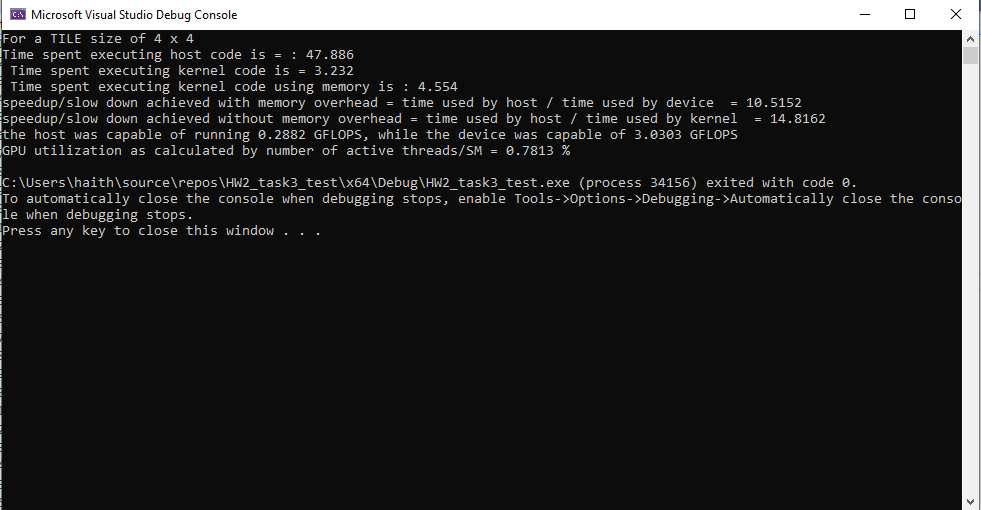 Microsoft Visual Studio Debug Console
For a TILE size of 4 x 4
Time spent executing host code is = : 47.886
Time spent executing kernel code is = 3.232
Time spent executing kernel code using memory is : 4.554
speedup/slow down achieved with memory overhead = time used by host / time used by device  = 10.5152
speedup/slow down achieved without memory overhead = time used by host / time used by kernel  = 14.8162
the host was capable of running 0.2882 GFLOPS, while the device was capable of 3.0303 GFLOPS
GPU utilization as calculated by number of active threads/SM = 0.7813 %
C:\Users\haith\source\repos\HW2_task3_test\x64\Debug\HW2_task3_test.exe (process 34156) exited with code 0.
To automatically close the console when debugging stops, enable Tools->Options->Debugging->Automatically close the conso
le when debugging stops.
Press any key to close this window . . .